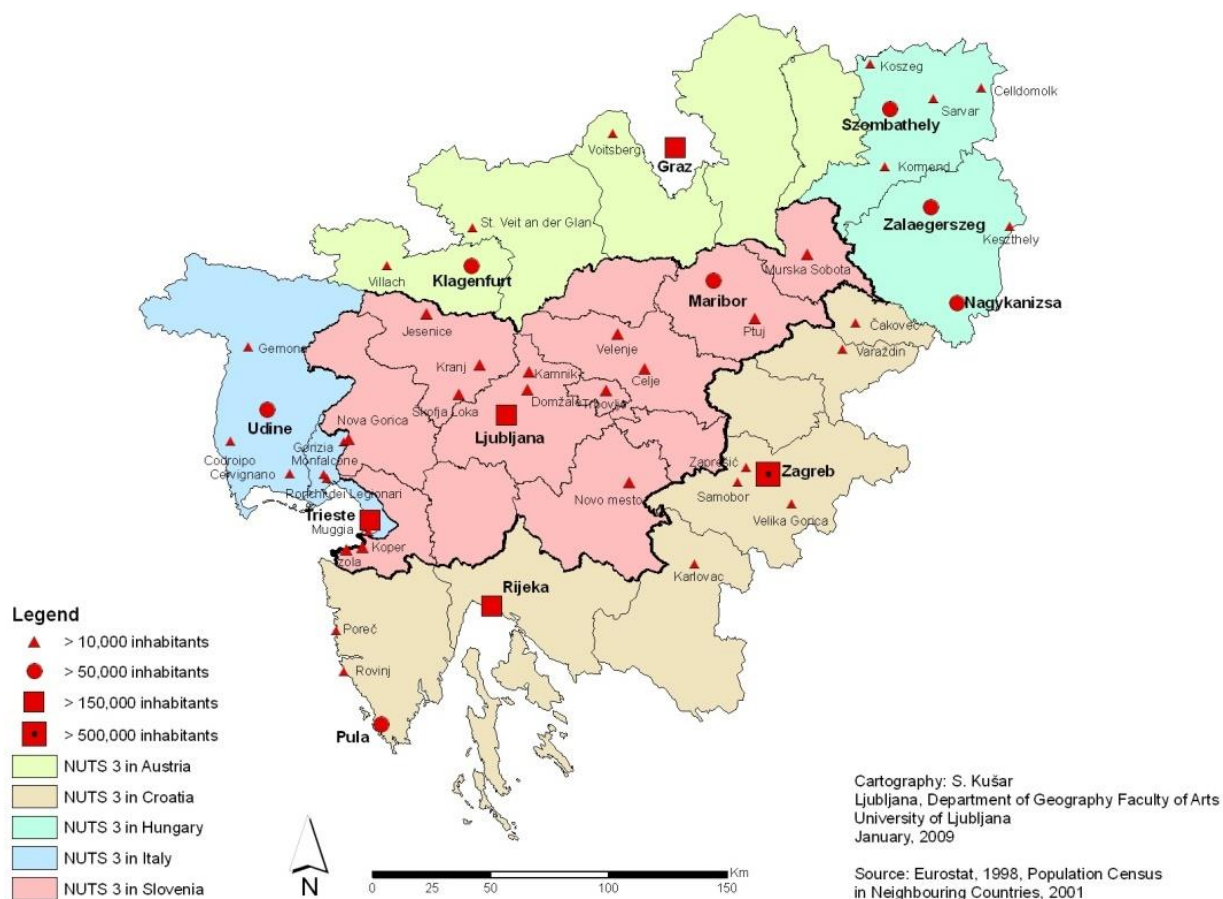 Koszeg
Celldomolk
Sarvar
Szombathely
Voitsberg
Graz
Kormend
Zalaegerszeg
St. Veit an der Glan
Keszthely
Murska Sobota
Villach
Klagenfurt
Maribor
Nagykanizsa
Jesenice
Ptuj
Čakovec
Gemona
Velenje
Varaždin
Kranj
Kamnik
Celje
Škofja Loka
Domžale
Nova Gorica
Udine
Ljubljana
Gorizia
Codroipo
Monfalcone
Cervignano
Zaprešić
Zagreb
Ronchi dei Legionari
Samobor
Novo mesto
Trieste
Velika Gorica
Muggia
Koper
Izola
Karlovac
Rijeka
Legend
> 10,000 inhabitants
Poreč
> 50,000 inhabitants
Rovinj
> 150,000 inhabitants
> 500,000 inhabitants
Pula
NUTS 3 in Austria
NUTS 3 in Croatia
NUTS 3 in Hungary
NUTS 3 in Italy
NUTS 3 in Slovenia
N
Km
0 25 50 100 150
Cartography: S. Kušar
Ljubljana, Department of Geography Faculty of Arts
University of Ljubljana
January, 2009
Source: Eurostat, 1998, Population Census
in Neighbouring Countries, 2001